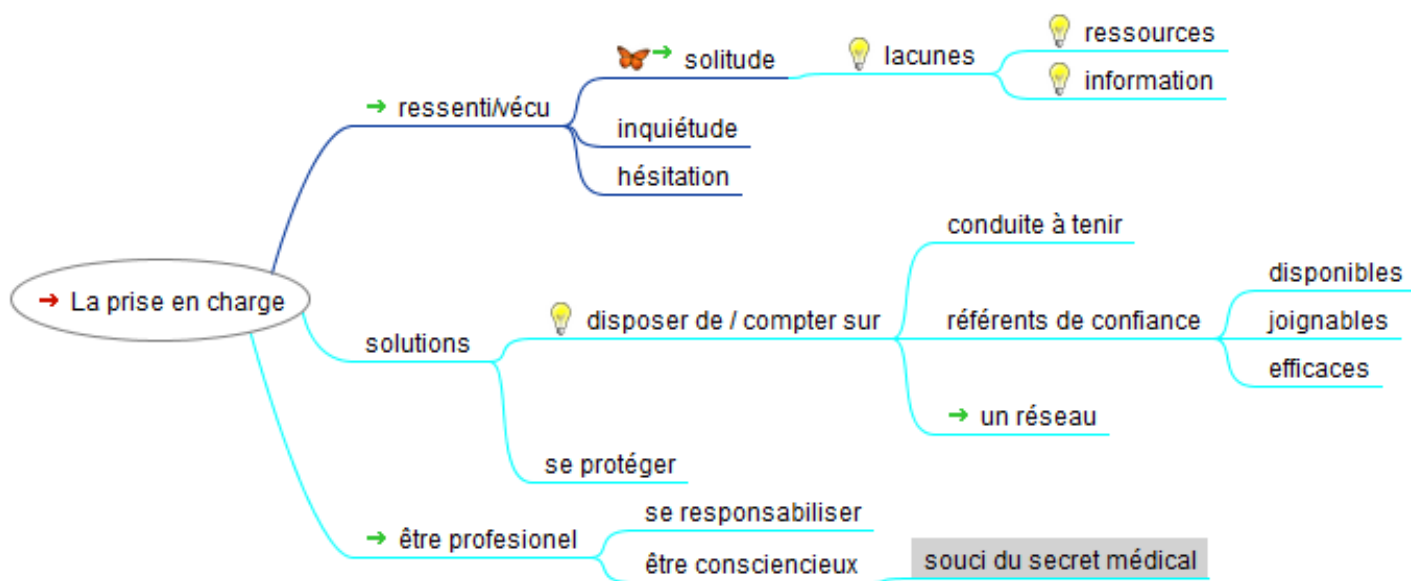 La prise en charge
ressenti/vécu
solitude
lacunes
ressources
information
inquiétude
hésitation
solutions
disposer de / compter sur
conduite à tenir
référents de confiance
disponibles
joignables
efficaces
un réseau
se protéger
être profesionel
se responsabiliser
être consciencieux
souci du secret médical